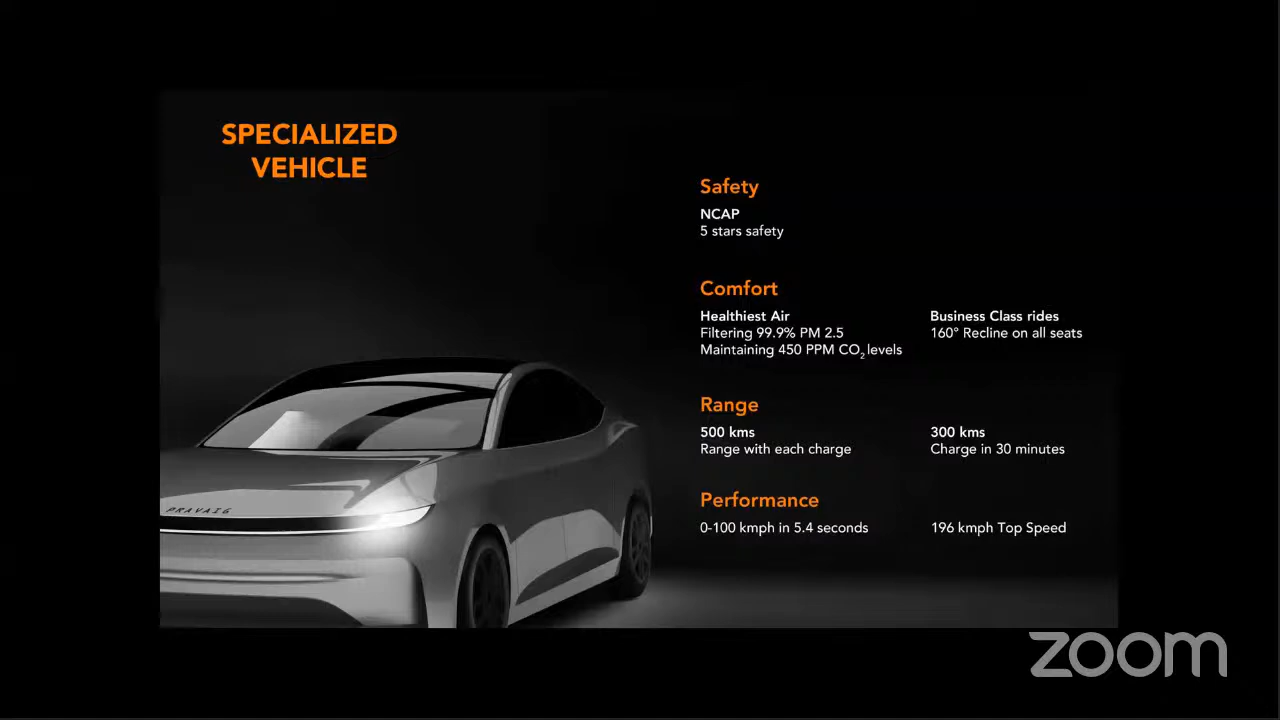 SPECIALIZED
VEHICLE
Safety
NCAP
5 stars safety
Comfort
Healthiest Air
Filtering 99.9% PM 2.5
Maintaining 450 PPM CO₂ levels
Business Class rides
160° Recline on all seats
Range
500 kms
Range with each charge
300 kms
Charge in 30 minutes
Performance
0-100 kmph in 5.4 seconds
196 kmph Top Speed
PRAVAIG
zoom